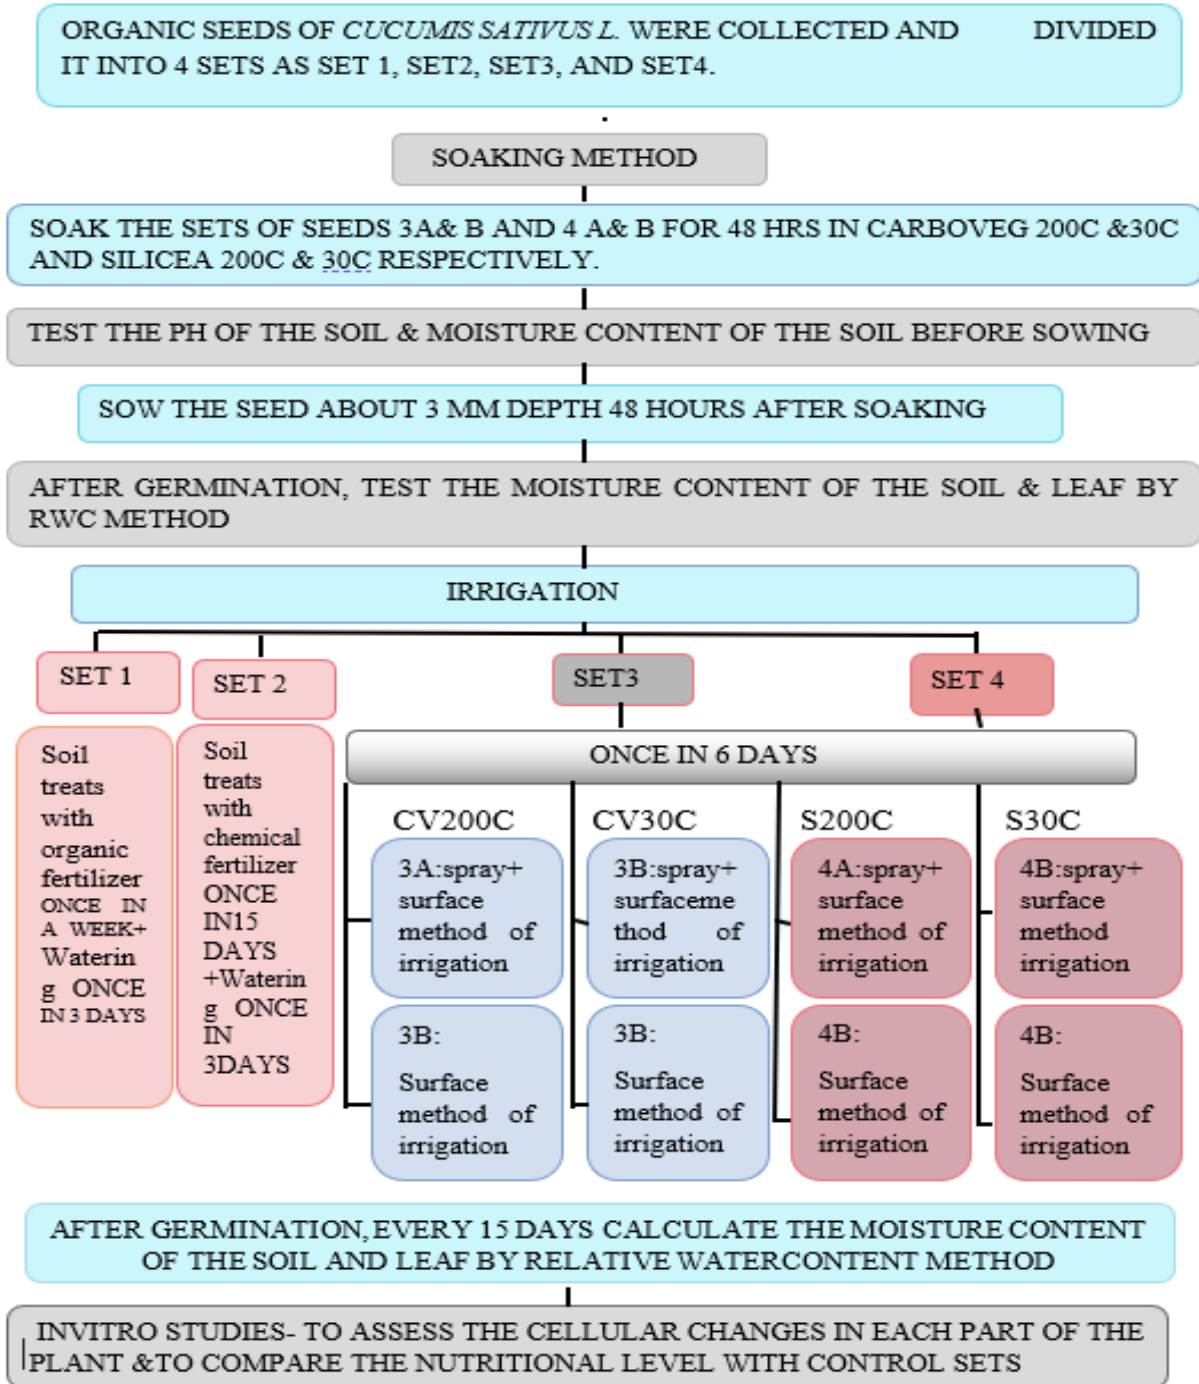 ORGANIC SEEDS OF CUCUMIS SATIVUS L. WERE COLLECTED AND DIVIDED
IT INTO 4 SETS AS SET 1, SET2, SET3, AND SET4.
SOAKING METHOD
SOAK THE SETS OF SEEDS 3A& B AND 4 A& B FOR 48 HRS IN CARBOVEG 200C &30C
AND SILICEA 200C & 30C RESPECTIVELY.
TEST THE PH OF THE SOIL & MOISTURE CONTENT OF THE SOIL BEFORE SOWING
SOW THE SEED ABOUT 3 MM DEPTH 48 HOURS AFTER SOAKING
AFTER GERMINATION, TEST THE MOISTURE CONTENT OF THE SOIL & LEAF BY
RWC METHOD
IRRIGATION
SET 1
SET 2
SET3
SET 4
Soil
treats
with
organic
fertilizer
ONCE IN
A WEEK+
Waterin
g ONCE
IN 3 DAYS
Soil
treats
with
chemical
fertilizer
ONCE
IN15
DAYS
+Waterin
g ONCE
IN
3DAYS
ONCE IN 6 DAYS
CV200C
CV30C
S200C
S30C
3A:spray+
surface
method of
irrigation
3B:spray+
surfaceme
thod of
irrigation
4A:spray+
surface
method of
irrigation
4B:spray+
surface
method of
irrigation
3B:
Surface
method of
irrigation
3B:
Surface
method of
irrigation
4B:
Surface
method of
irrigation
4B:
Surface
method of
irrigation
AFTER GERMINATION,EVERY 15 DAYS CALCULATE THE MOISTURE CONTENT
OF THE SOIL AND LEAF BY RELATIVE WATERCONTENT METHOD
INVITRO STUDIES- TO ASSESS THE CELLULAR CHANGES IN EACH PART OF THE
PLANT &TO COMPARE THE NUTRITIONAL LEVEL WITH CONTROL SETS